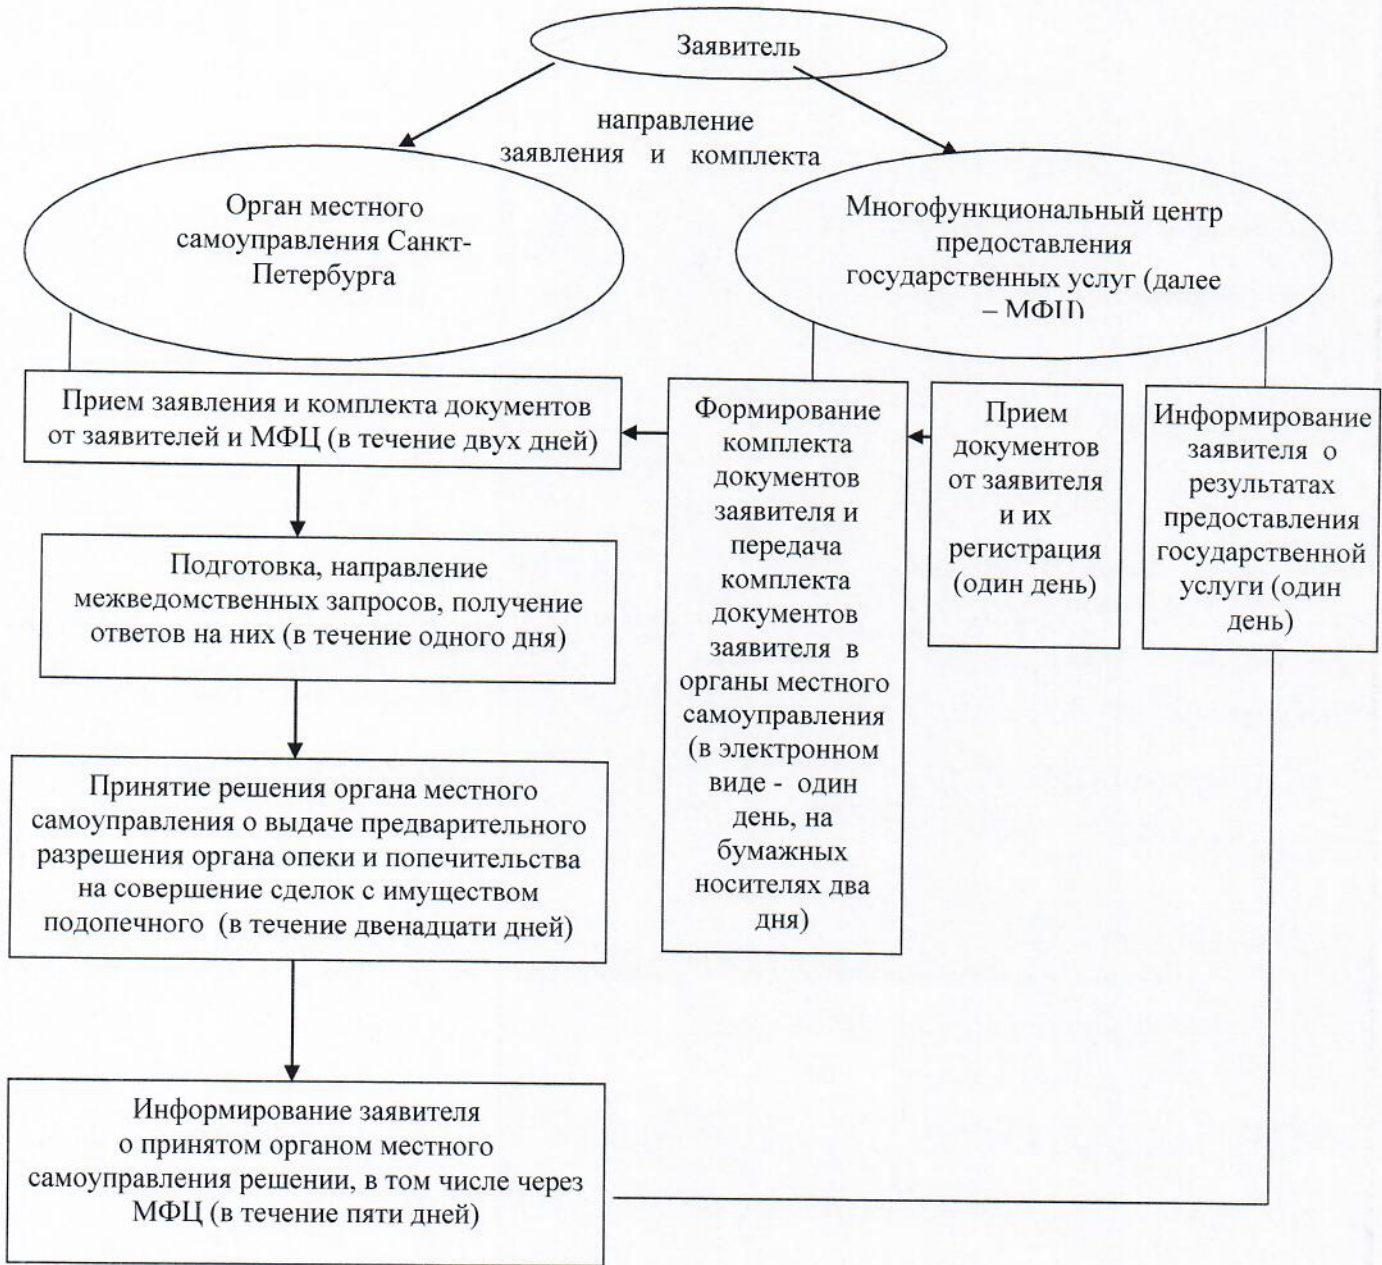 Заявитель
направление
заявления и комплекта
Орган местного
самоуправления Санкт-
Петербурга
Многофункциональный центр
предоставления
государственных услуг (далее
– МФЦ)
Прием заявления и комплекта документов
от заявителей и МФЦ (в течение двух дней)
Формирование
комплекта
документов
заявителя и
передача
комплекта
документов
заявителя в
органы местного
самоуправления
(в электронном
виде - один
день, на
бумажных
носителях два
дня)
Прием
документов
от заявителя
и их
регистрация
(один день)
Информирование
заявителя о
результатах
предоставления
государственной
услуги (один
день)
Подготовка, направление
межведомственных запросов, получение
ответов на них (в течение одного дня)
Принятие решения органа местного
самоуправления о выдаче предварительного
разрешения органа опеки и попечительства
на совершение сделок с имуществом
подопечного (в течение двенадцати дней)
Информирование заявителя
о принятом органом местного
самоуправления решении, в том числе через
МФЦ (в течение пяти дней)